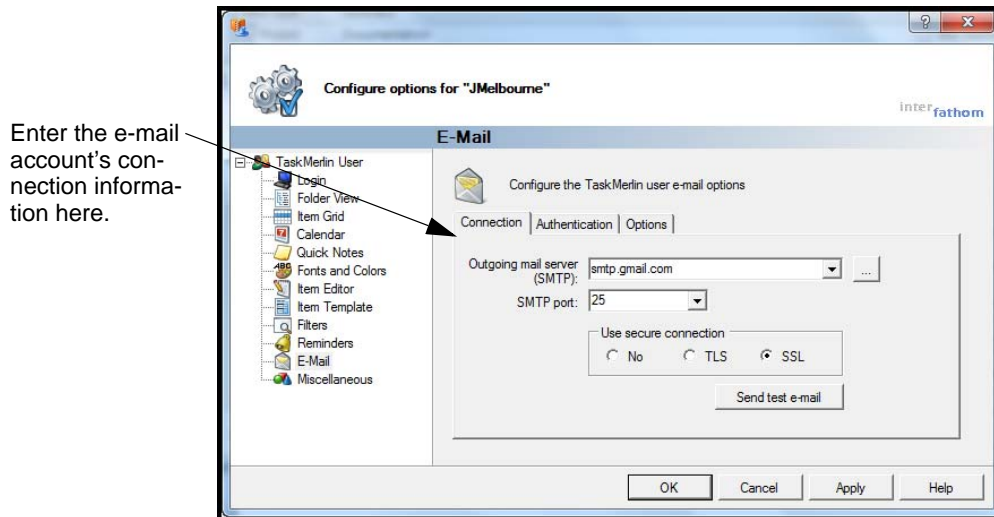 Enter the e-mail
account's con-
nection informa-
tion here.
Configure options for "JMelbourne"
inter fathom
E-Mail
TaskMerlin User
Login
Folder View
Item Grid
Calendar
Quick Notes
Fonts and Colors
Item Editor
Item Template
Filters
Reminders
E-Mail
Miscellaneous
Configure the TaskMerlin user e-mail options
Connection Authentication Options
Outgoing mail server
(SMTP): smtp.gmail.com ...
SMTP port: 25
Use secure connection
No TLS SSL
Send test e-mail
OK Cancel Apply Help